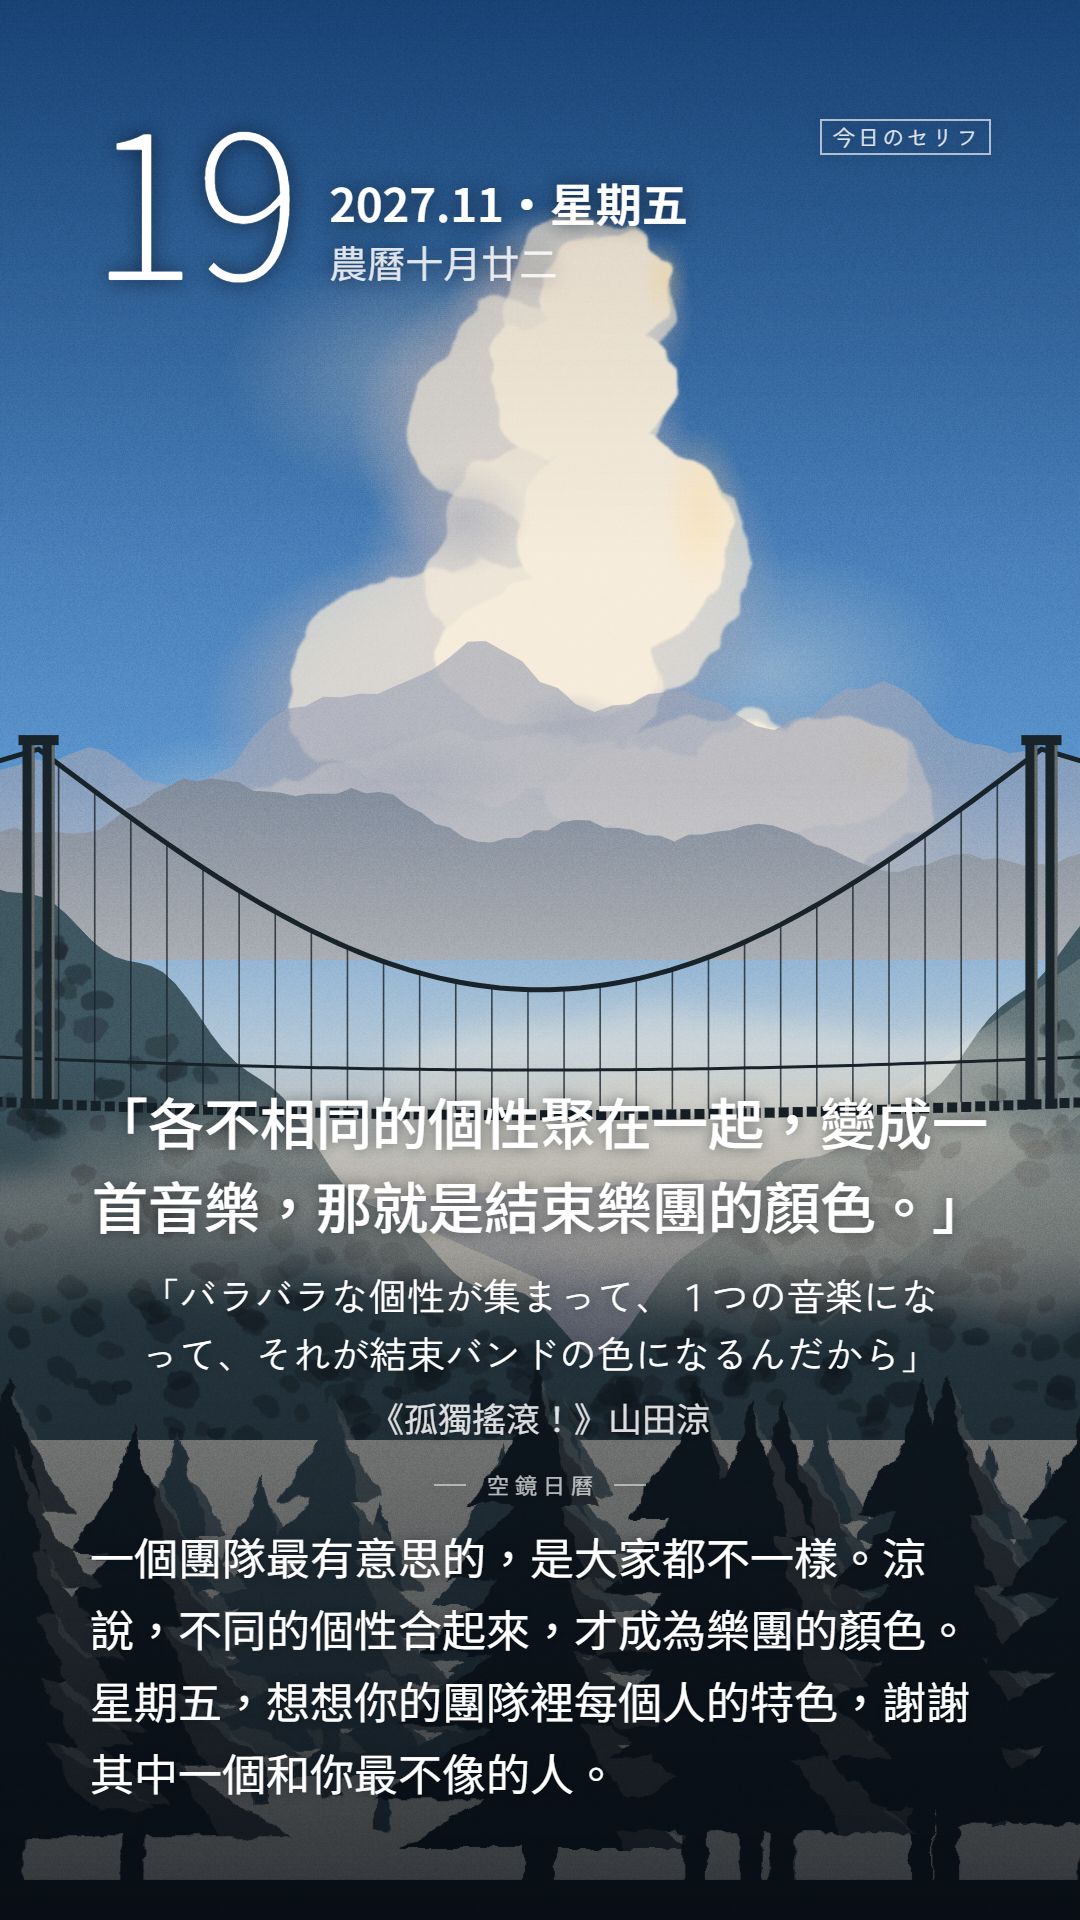 19
今日のセリフ
2027.11・星期五
農曆十月廿二
「各不相同的個性聚在一起，變成一
首音樂，那就是結束樂團的顏色。」
「バラバラな個性が集まって、１つの音楽にな
って、それが結束バンドの色になるんだから」
《孤獨搖滾！》山田涼
空鏡日曆
一個團隊最有意思的，是大家都不一樣。涼
說，不同的個性合起來，才成為樂團的顏色。
星期五，想想你的團隊裡每個人的特色，謝謝
其中一個和你最不像的人。